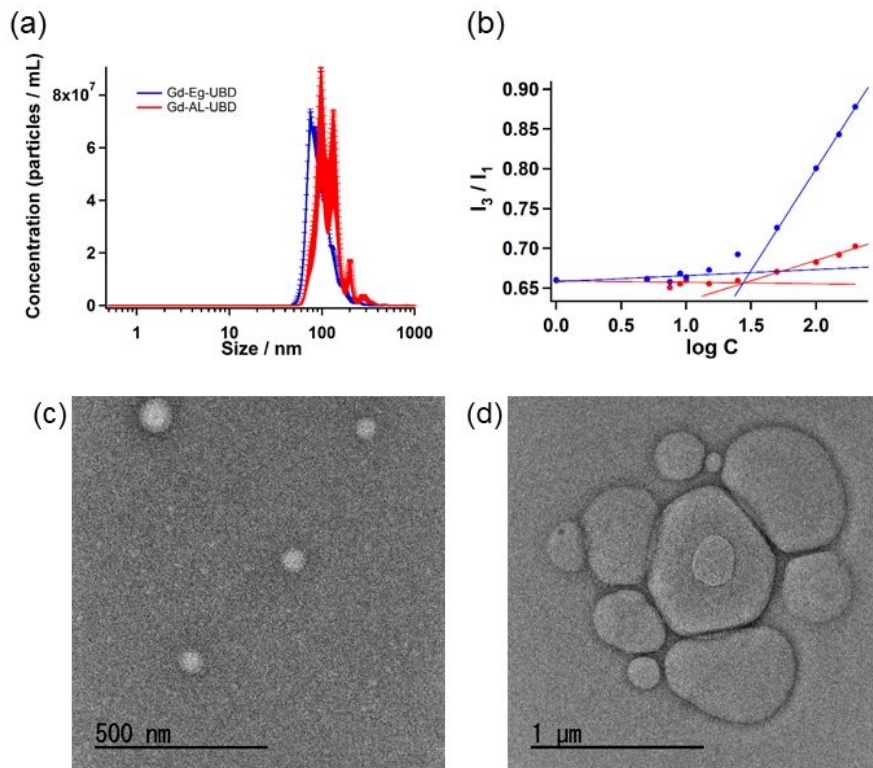 (a)
Concentration (particles / mL)
8x10⁷
6
4
2
0
Gd-Eg-UBD
Gd-AL-UBD
1
10
100
1000
Size / nm
(b)
I₃ / I₁
0.90
0.85
0.80
0.75
0.70
0.65
0.0
0.5
1.0
1.5
2.0
log C
(c)
500 nm
(d)
1 µm